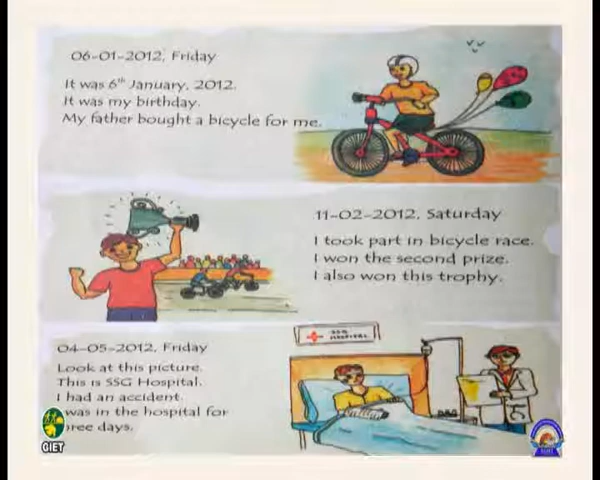 06-01-2012, Friday
It was 6th January, 2012.
It was my birthday.
My father bought a bicycle for me.
11-02-2012, Saturday
I took part in bicycle race.
I won the second prize.
I also won this trophy.
SSG HOSPITAL
04-05-2012, Friday
Look at this picture.
This is SSG Hospital.
I had an accident.
was in the hospital for
ree days.
GIET